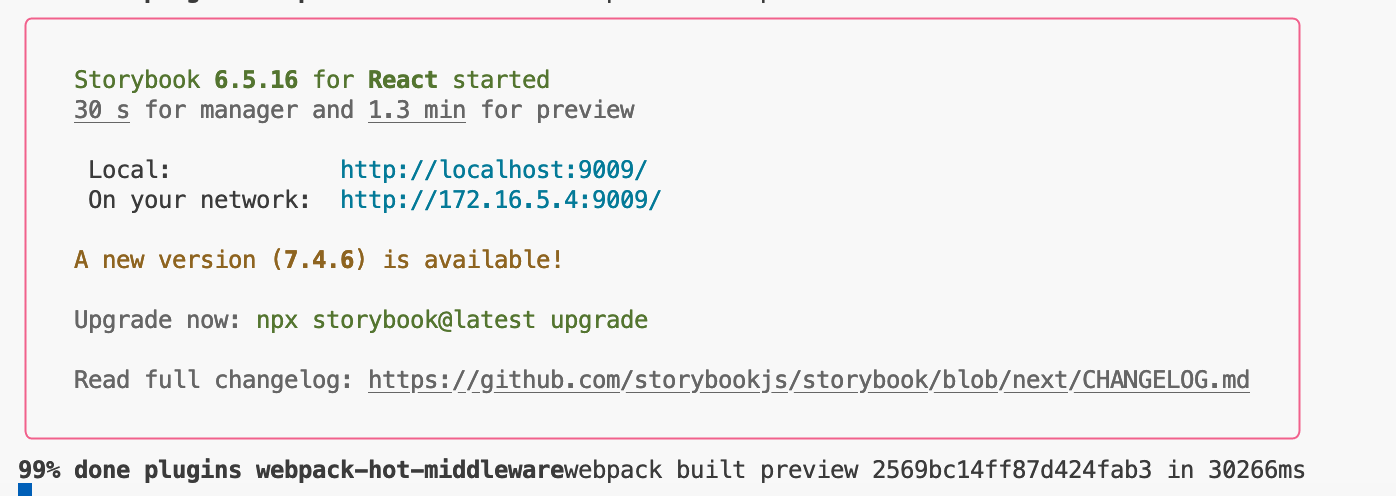 Storybook 6.5.16 for React started
30 s for manager and 1.3 min for preview
Local: http://localhost:9009/
On your network: http://172.16.5.4:9009/
A new version (7.4.6) is available!
Upgrade now: npx storybook@latest upgrade
Read full changelog: https://github.com/storybookjs/storybook/blob/next/CHANGELOG.md
99% done plugins webpack-hot-middlewarewebpack built preview 2569bc14ff87d424fab3 in 30266ms